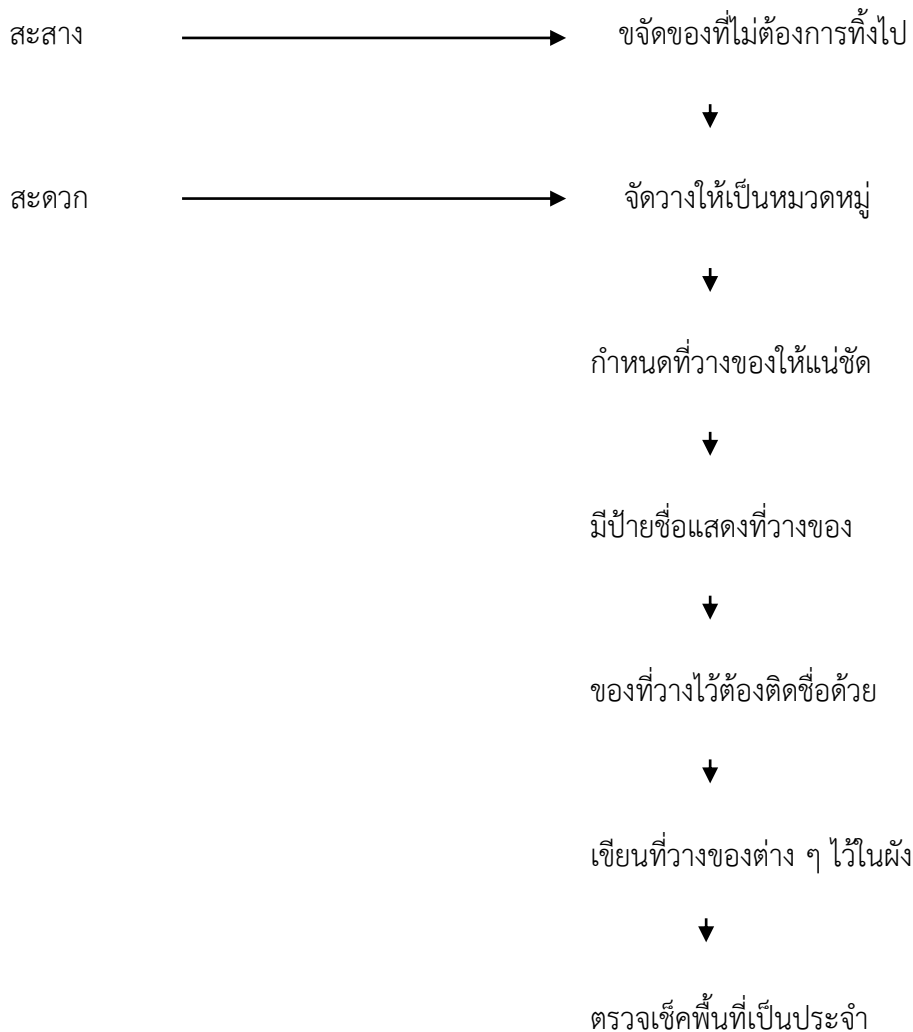 สะสาง ขจัดของที่ไม่ต้องการทิ้งไป
สะดวก จัดวางให้เป็นหมวดหมู่
กำหนดที่วางของให้แน่ชัด
มีป้ายชื่อแสดงที่วางของ
ของที่วางไว้ต้องติดชื่อด้วย
เขียนที่วางของต่าง ๆ ไว้ในผัง
ตรวจเช็คพื้นที่เป็นประจำ